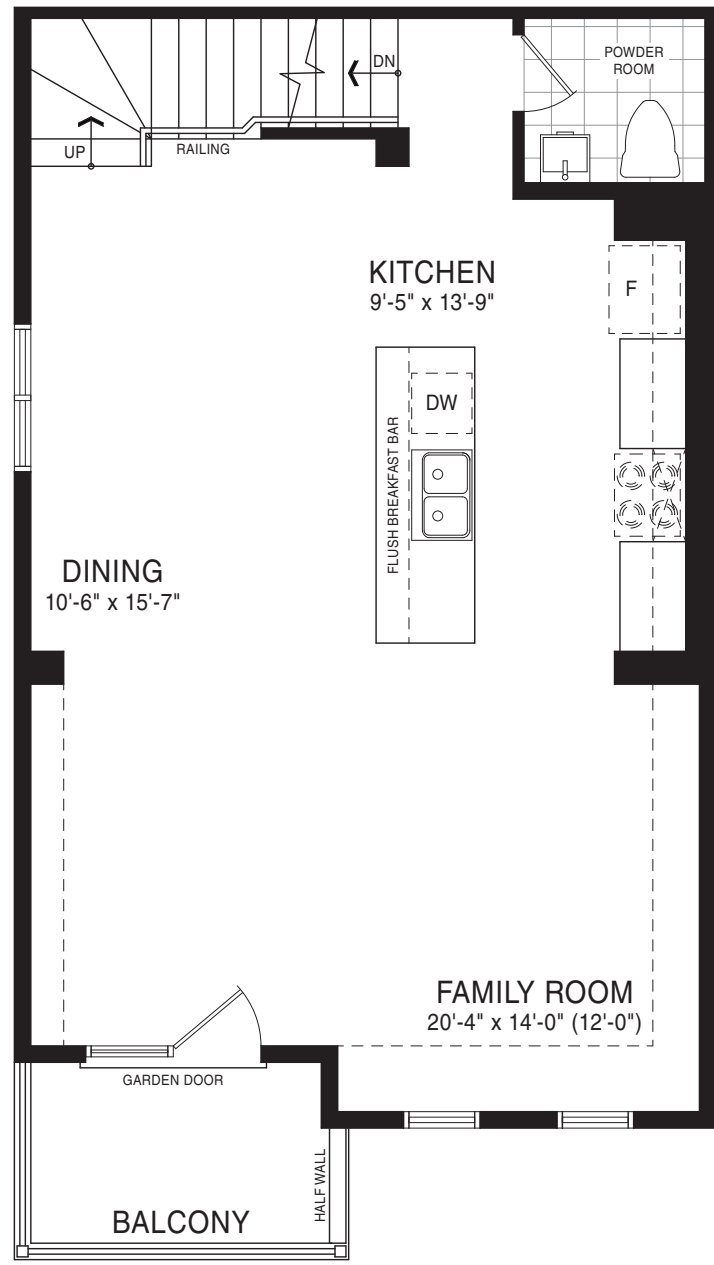 DN
POWDER
ROOM
UP
RAILING
KITCHEN
9'-5" x 13'-9"
F
DW
FLUSH BREAKFAST BAR
DINING
10'-6" x 15'-7"
FAMILY ROOM
20'-4" x 14'-0" (12'-0")
GARDEN DOOR
HALF WALL
BALCONY